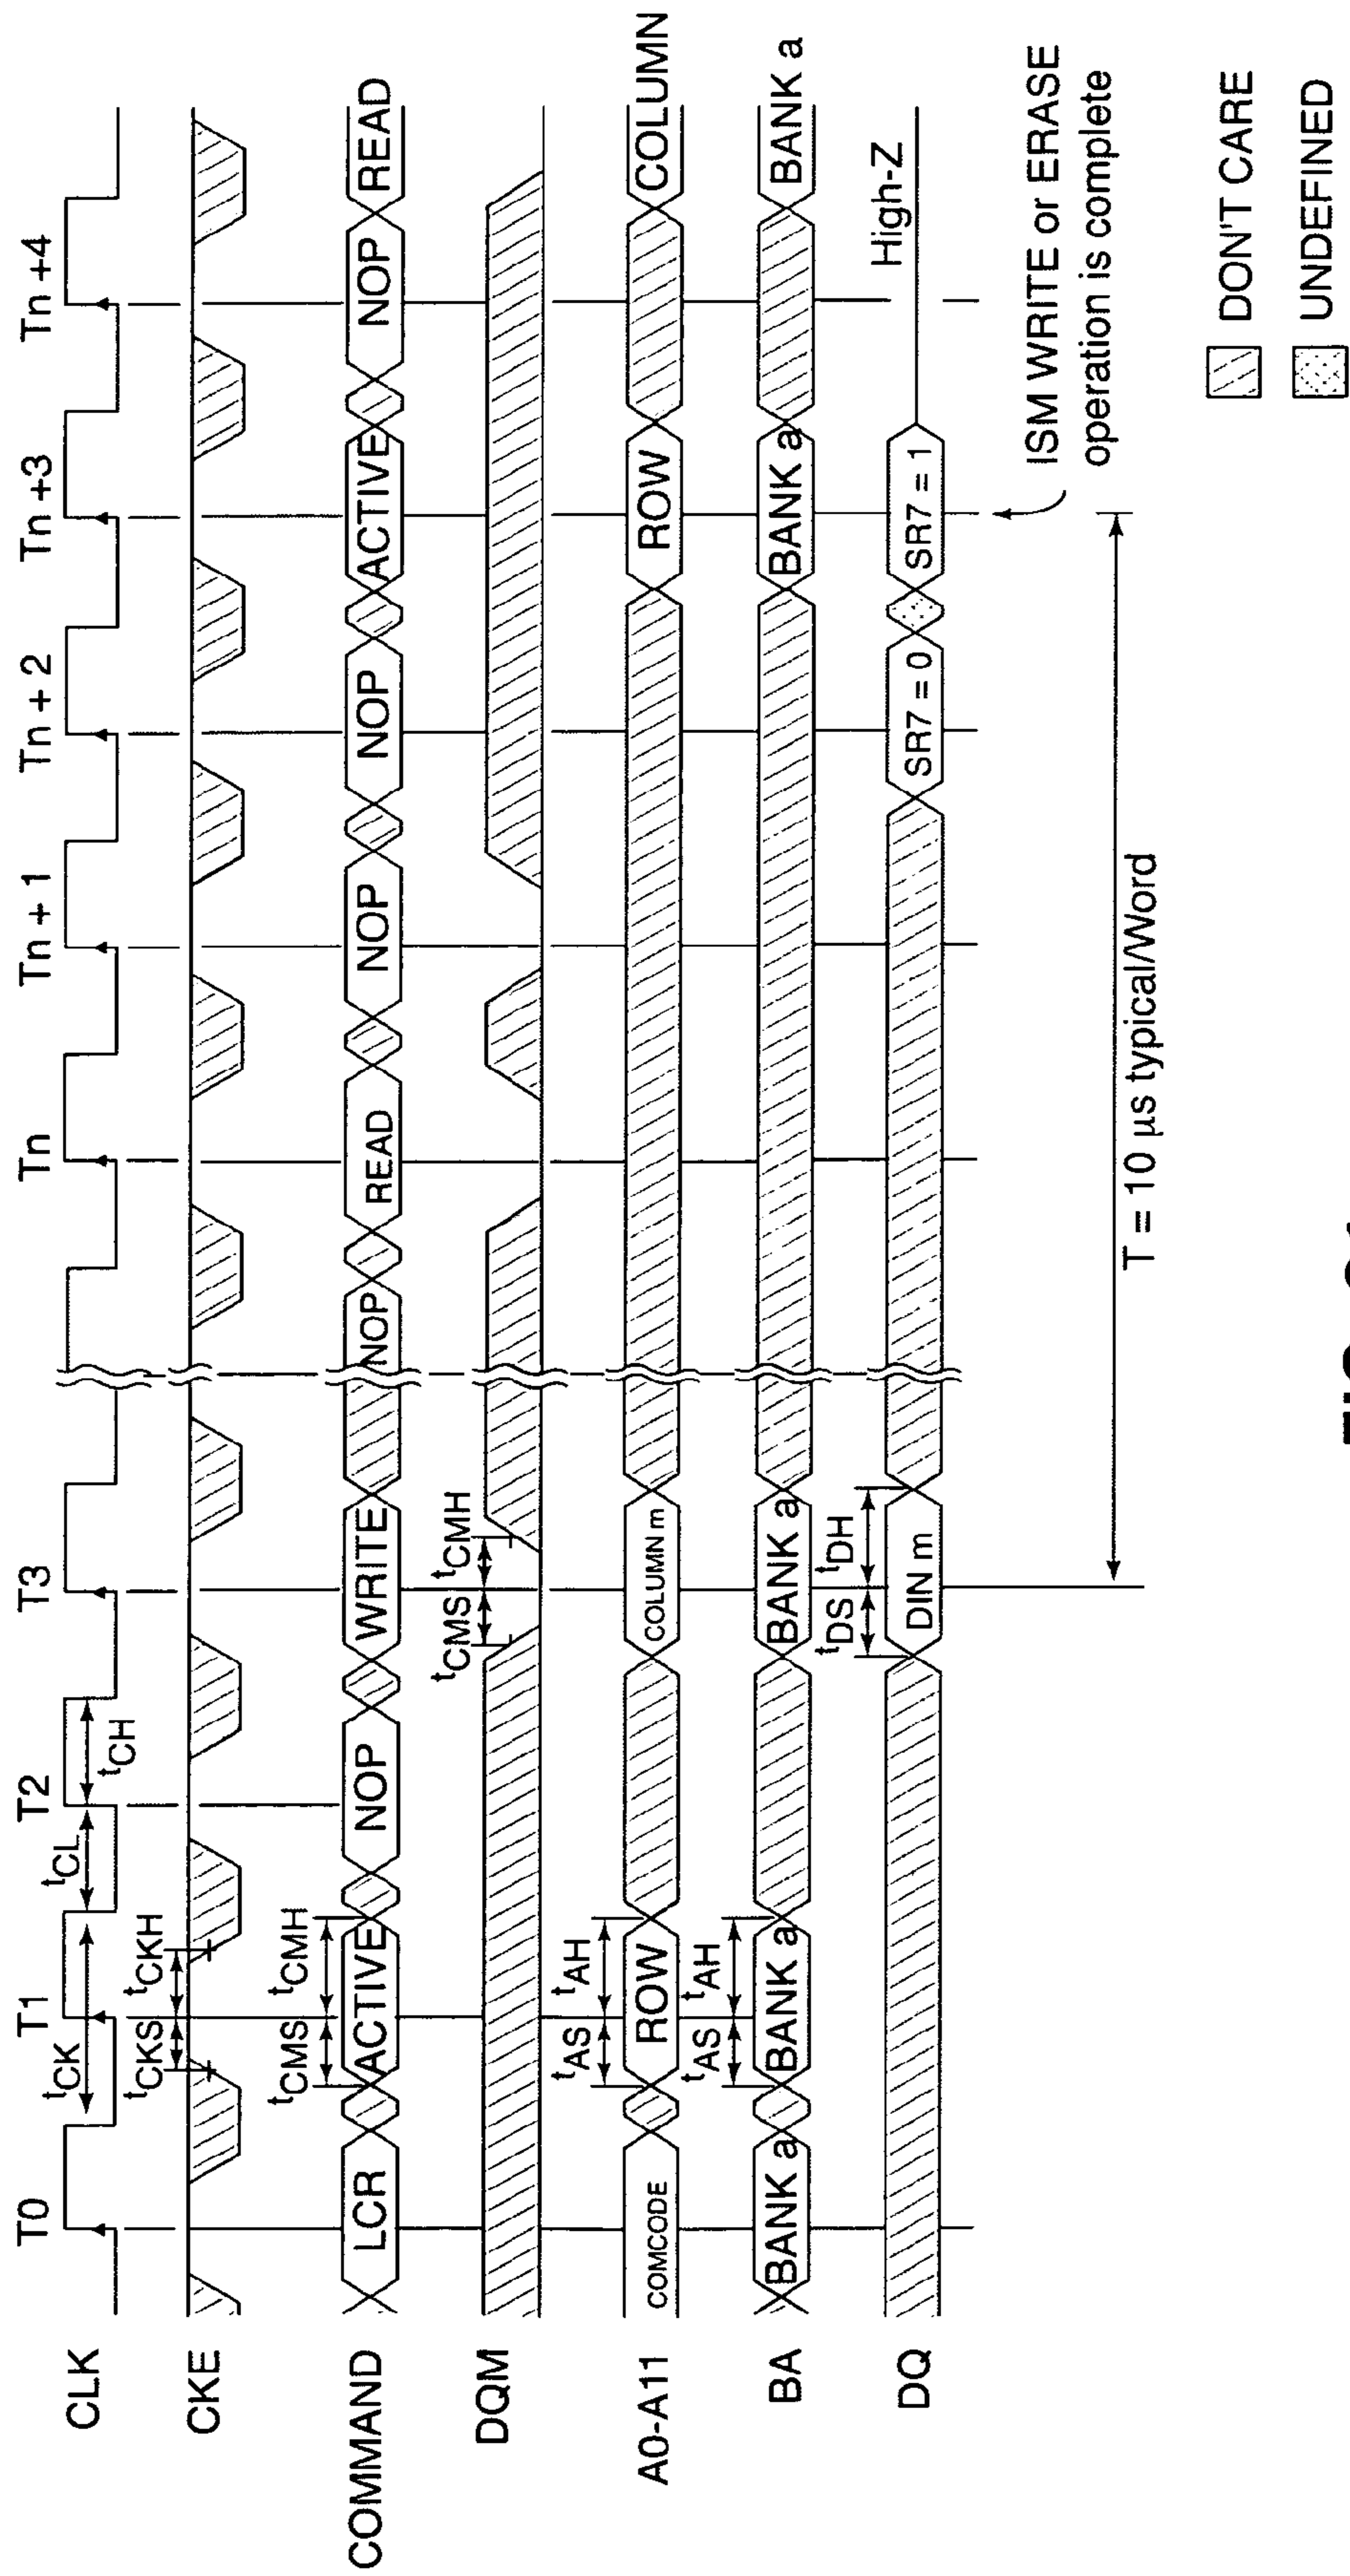 T0 T1 T2 T3 Tn Tn + 1 Tn + 2 Tn +3 Tn +4
CLK tCK tCL tCH
CKE tCKS tCKH
tCMS tCMH
COMMAND LCR ACTIVE NOP WRITE NOP READ NOP NOP ACTIVE NOP READ
tCMS tCMH
DQM
tAS tAH
A0-A11 COMCODE ROW COLUMN m ROW COLUMN
tAS tAH
BA BANK a BANK a BANK a BANK a BANK a
tDS tDH High-Z
DQ DIN m SR7 = 0 SR7 = 1
ISM WRITE or ERASE
operation is complete
T = 10 µs typical/Word
DON'T CARE
UNDEFINED